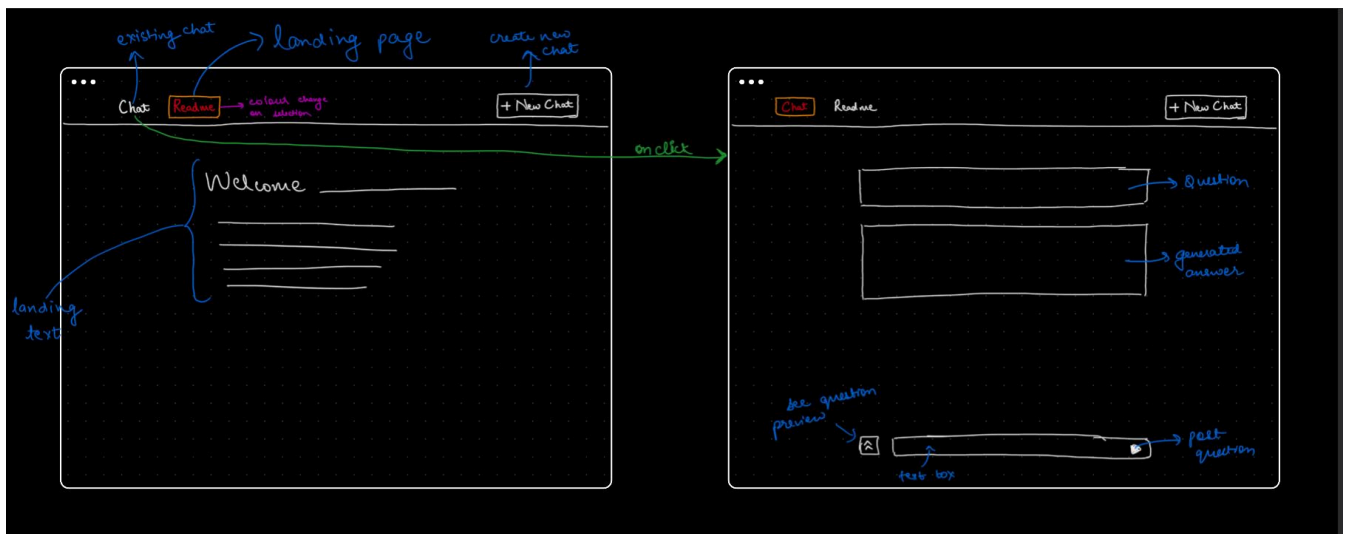 existing chat
landing page
create new
chat
Chat
Readme
colour change
on selection
+ New Chat
Welcome
landing
text
on click
Chat
Readme
+ New Chat
Question
generated
answer
see question
preview
text box
post
question